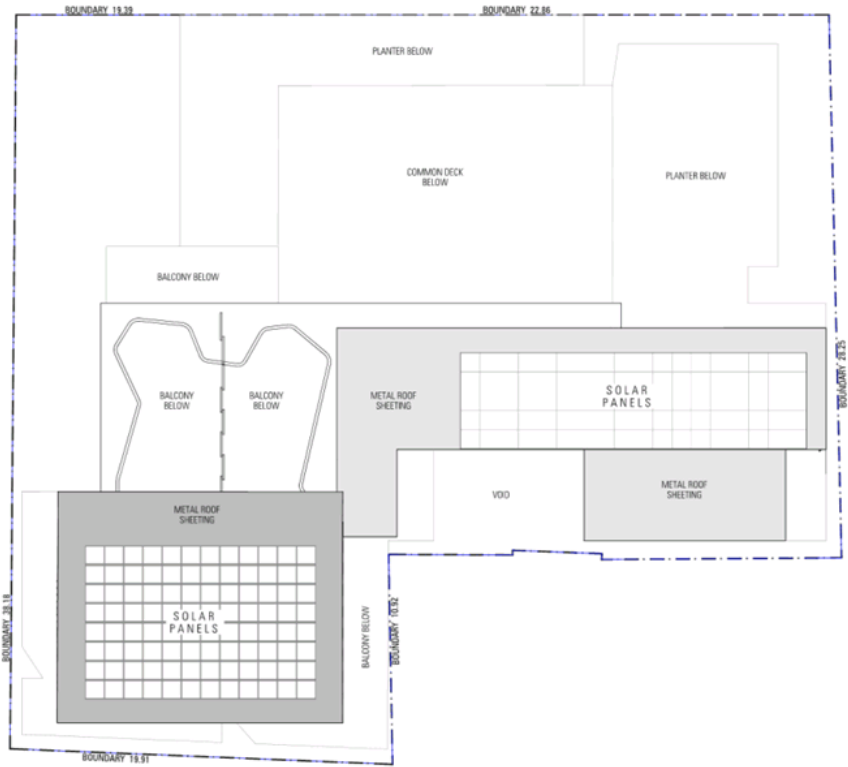 BOUNDARY 19.39
BOUNDARY 22.86
PLANTER BELOW
COMMON DECK
BELOW
PLANTER BELOW
BALCONY BELOW
BOUNDARY 28.25
BALCONY
BELOW
BALCONY
BELOW
METAL ROOF
SHEETING
SOLAR
PANELS
METAL ROOF
SHEETING
VOID
METAL ROOF
SHEETING
SOLAR
PANELS
BALCONY BELOW
BOUNDARY 10.92
BOUNDARY 38.18
BOUNDARY 19.91